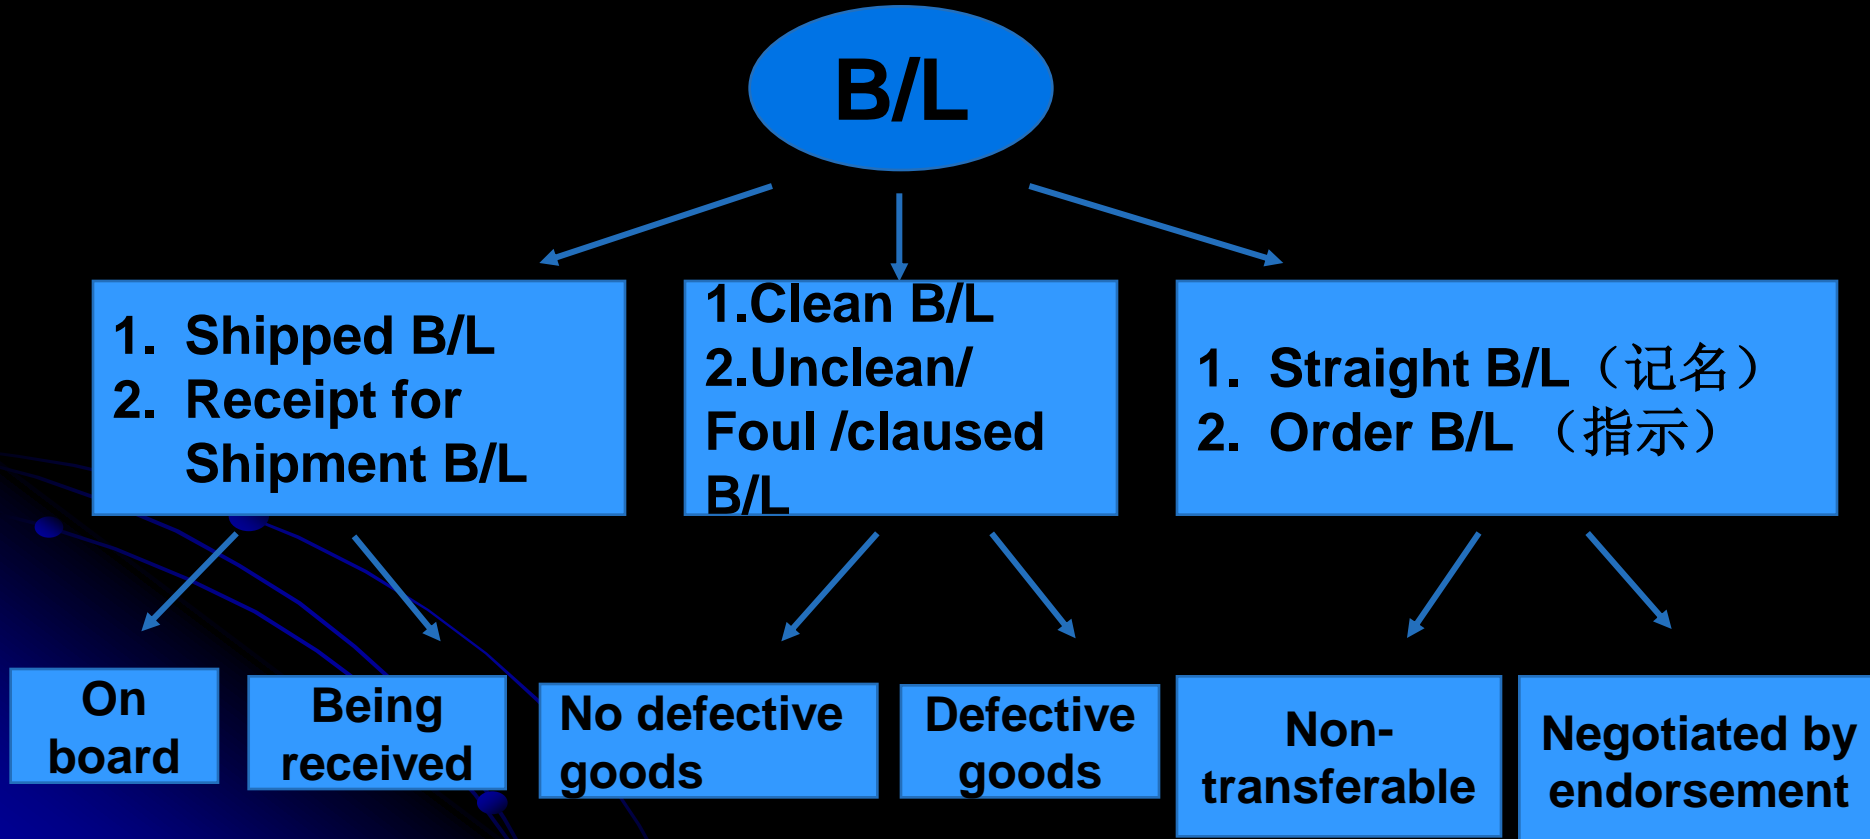 B/L
1. Shipped B/L
2. Receipt for
Shipment B/L
1.Clean B/L
2.Unclean/
Foul /claused
B/L
1. Straight B/L（记名）
2. Order B/L （指示）
On
board
Being
received
No defective
goods
Defective
goods
Non-
transferable
Negotiated by
endorsement